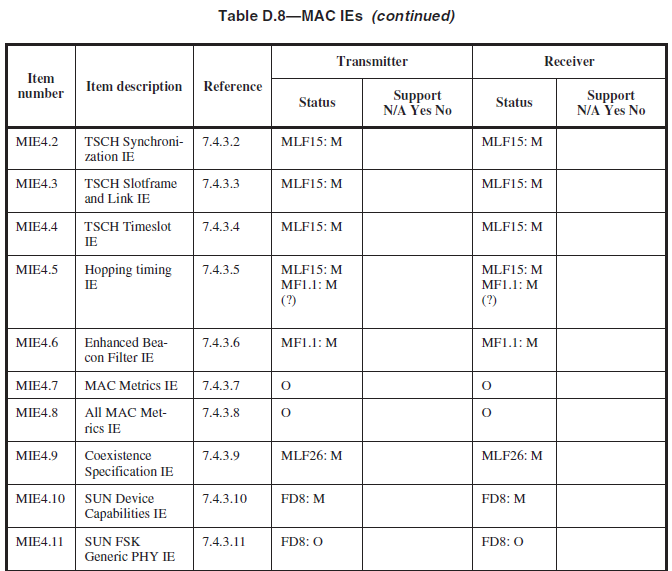 Table D.8—MAC IEs (continued)
Item number Item description Reference Transmitter Receiver
Status Support N/A Yes No Status Support N/A Yes No
MIE4.2 TSCH Synchroni- 7.4.3.2 MLF15: M MLF15: M
zation IE
MIE4.3 TSCH Slotframe 7.4.3.3 MLF15: M MLF15: M
and Link IE
MIE4.4 TSCH Timeslot 7.4.3.4 MLF15: M MLF15: M
IE
MIE4.5 Hopping timing 7.4.3.5 MLF15: M MLF15: M
IE MF1.1: M MF1.1: M
(?) (?)
MIE4.6 Enhanced Bea- 7.4.3.6 MF1.1: M MF1.1: M
con Filter IE
MIE4.7 MAC Metrics IE 7.4.3.7 O O
MIE4.8 All MAC Met- 7.4.3.8 O O
rics IE
MIE4.9 Coexistence 7.4.3.9 MLF26: M MLF26: M
Specification IE
MIE4.10 SUN Device 7.4.3.10 FD8: M FD8: M
Capabilities IE
MIE4.11 SUN FSK 7.4.3.11 FD8: O FD8: O
Generic PHY IE